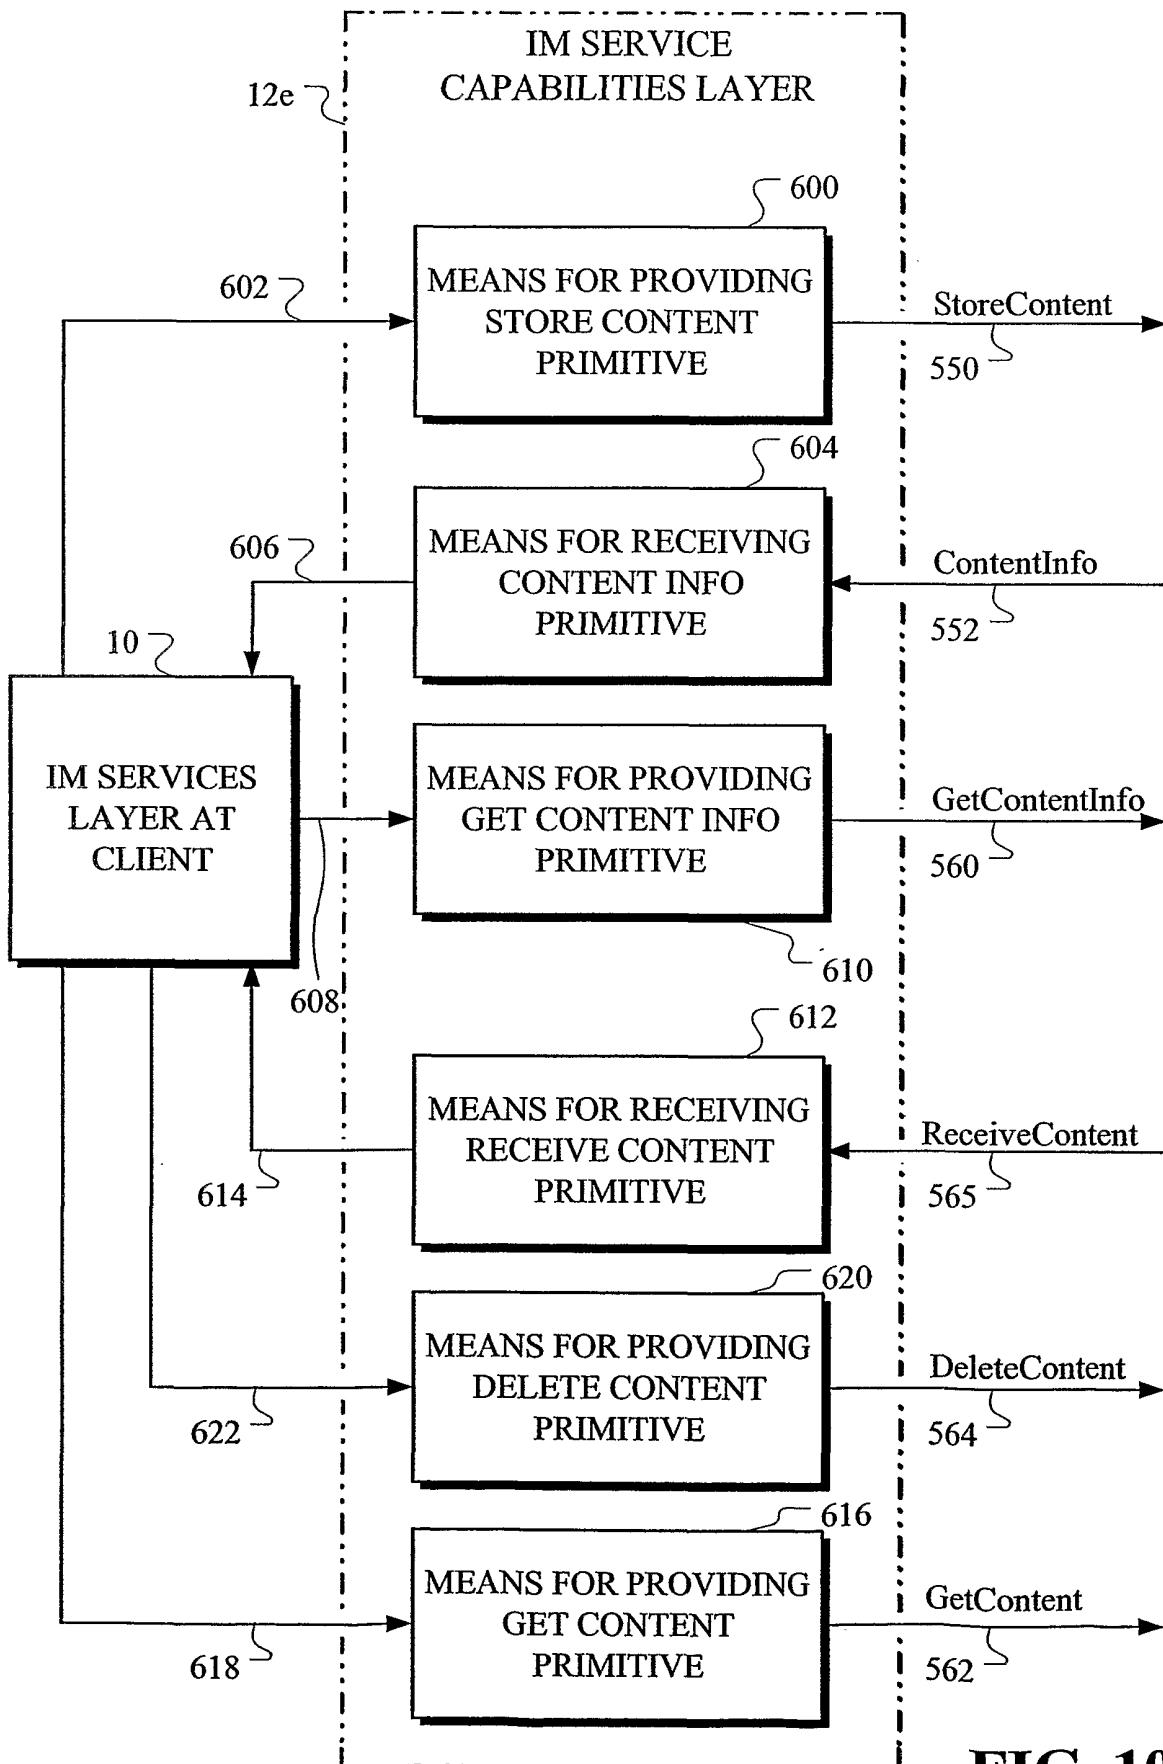 IM SERVICE
CAPABILITIES LAYER
12e
600
MEANS FOR PROVIDING
STORE CONTENT
PRIMITIVE
602
StoreContent
550
604
MEANS FOR RECEIVING
CONTENT INFO
PRIMITIVE
606
ContentInfo
552
10
IM SERVICES
LAYER AT
CLIENT
MEANS FOR PROVIDING
GET CONTENT INFO
PRIMITIVE
GetContentInfo
560
608
610
612
MEANS FOR RECEIVING
RECEIVE CONTENT
PRIMITIVE
ReceiveContent
565
614
620
MEANS FOR PROVIDING
DELETE CONTENT
PRIMITIVE
DeleteContent
564
622
616
MEANS FOR PROVIDING
GET CONTENT
PRIMITIVE
GetContent
562
618